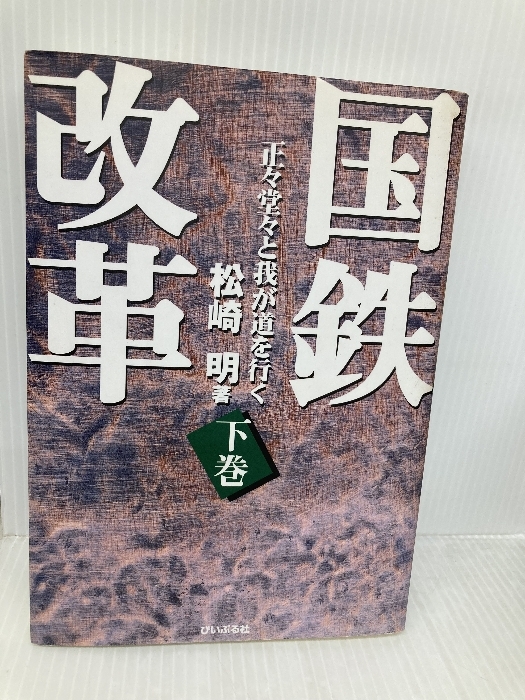 国鉄
改革
正々堂々と我が道を行く
松崎 明 著
下巻
ぴいぷる社